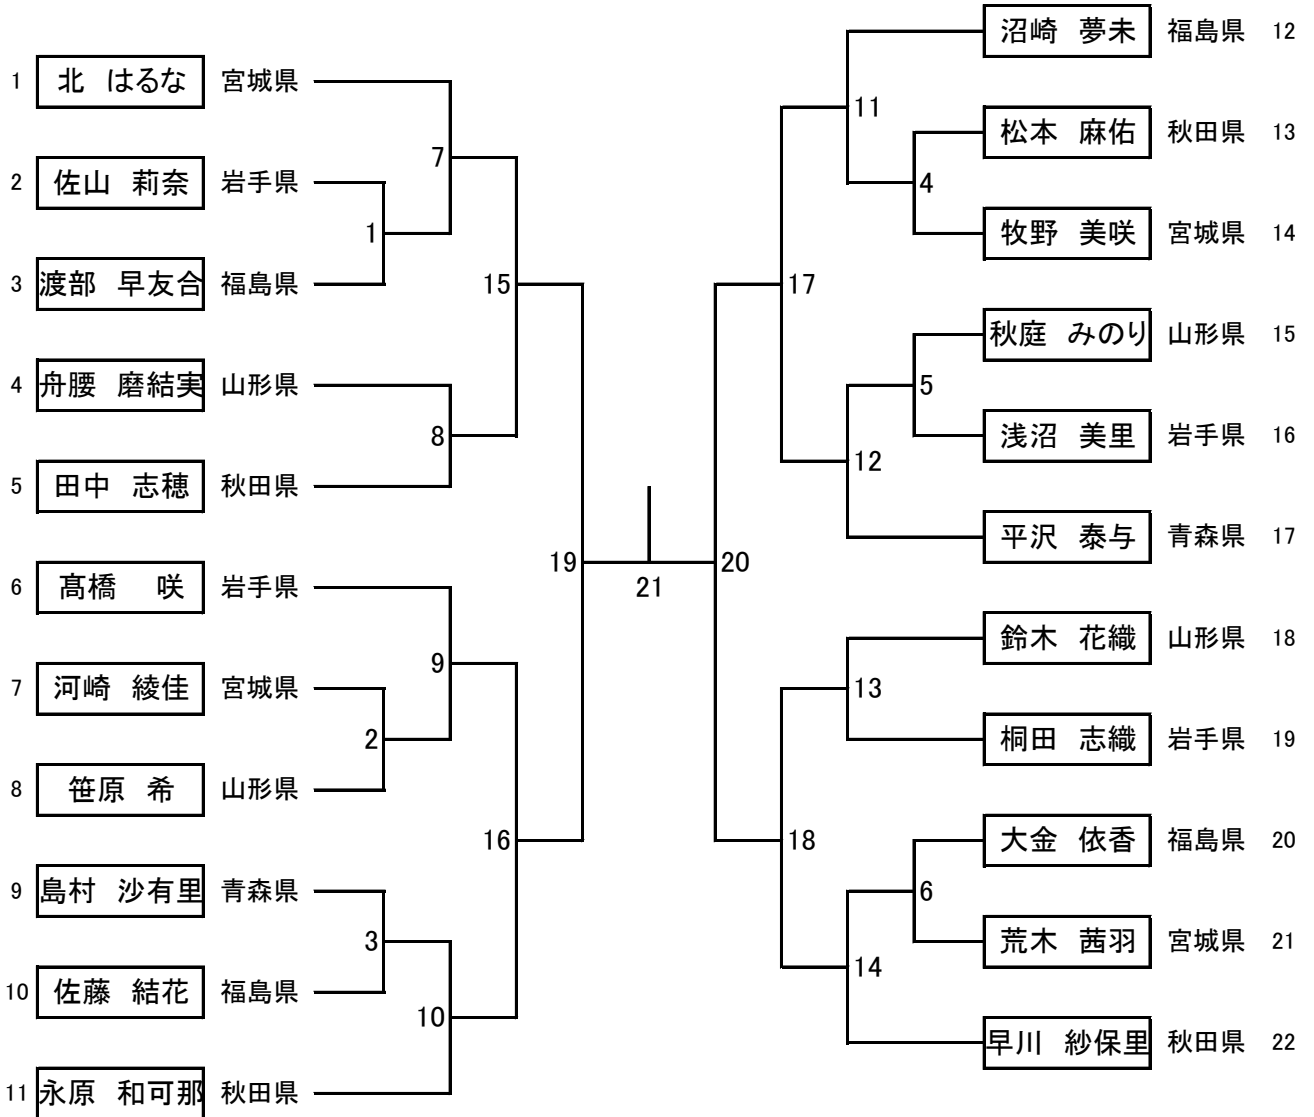 1 北 はるな 宮城県
2 佐山 莉奈 岩手県
3 渡部 早友合 福島県
4 舟腰 磨結実 山形県
5 田中 志穂 秋田県
6 髙橋 咲 岩手県
7 河崎 綾佳 宮城県
8 笹原 希 山形県
9 島村 沙有里 青森県
10 佐藤 結花 福島県
11 永原 和可那 秋田県
7
1
15
8
19
9
2
16
3
10
21
沼崎 夢未 福島県 12
松本 麻佑 秋田県 13
牧野 美咲 宮城県 14
秋庭 みのり 山形県 15
浅沼 美里 岩手県 16
平沢 泰与 青森県 17
鈴木 花織 山形県 18
桐田 志織 岩手県 19
大金 依香 福島県 20
荒木 茜羽 宮城県 21
早川 紗保里 秋田県 22
11
4
17
5
12
20
13
18
6
14